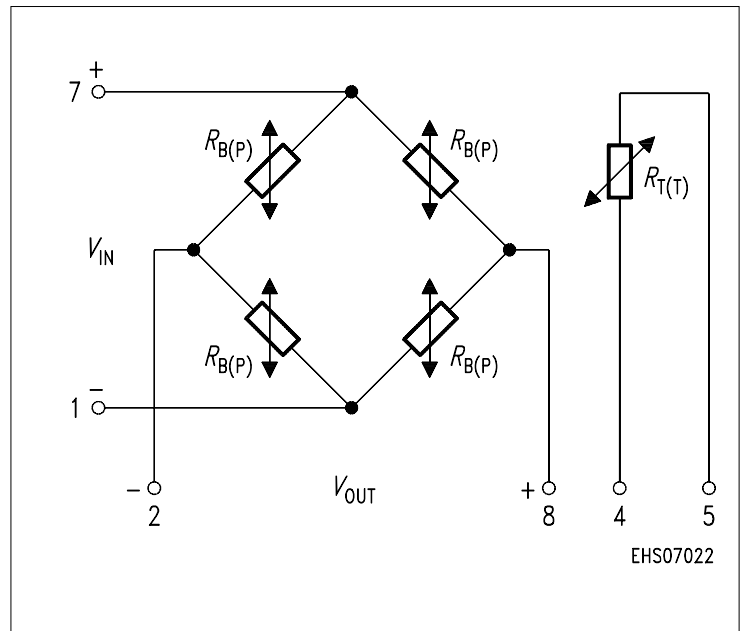 +
7
R_B(P) R_B(P)
R_T(T)
V_IN
R_B(P) R_B(P)
−
1
− V_OUT +
2 8 4 5
EHS07022